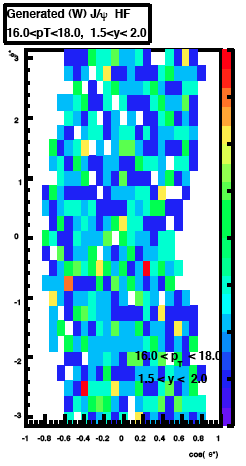 Generated (W) J/ψ HF
16.0<pT<18.0, 1.5<y< 2.0
φ*
3
2
1
0
-1
-2
-3
16.0 < p_T < 18.0
1.5 < y < 2.0
-1 -0.8 -0.6 -0.4 -0.2 0 0.2 0.4 0.6 0.8 1
cos( θ*)